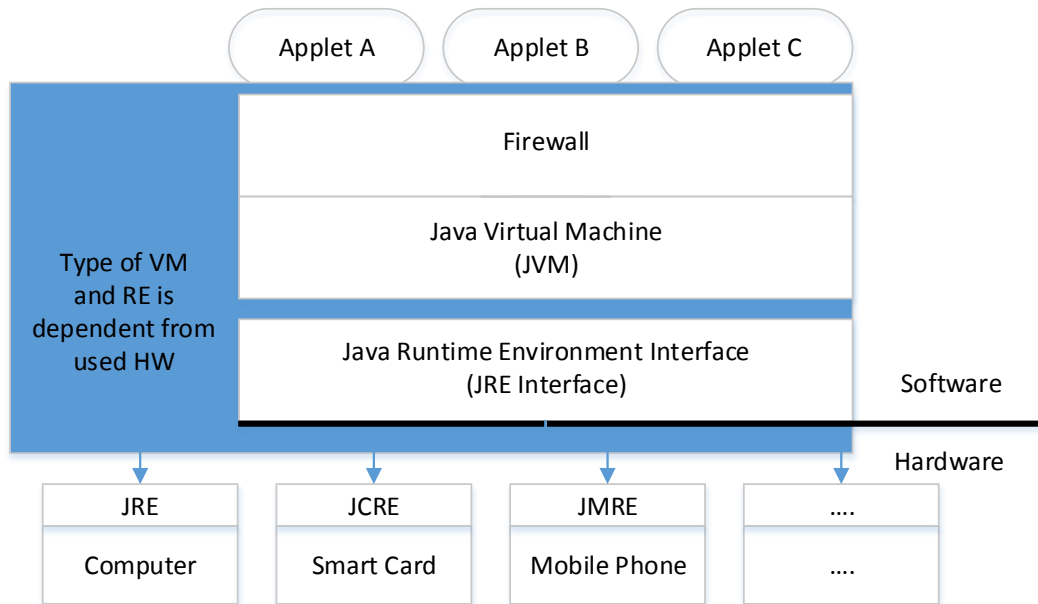 Applet A
Applet B
Applet C
Firewall
Java Virtual Machine
(JVM)
Type of VM
and RE is
dependent from
used HW
Java Runtime Environment Interface
(JRE Interface)
Software
Hardware
JRE
JCRE
JMRE
....
Computer
Smart Card
Mobile Phone
....